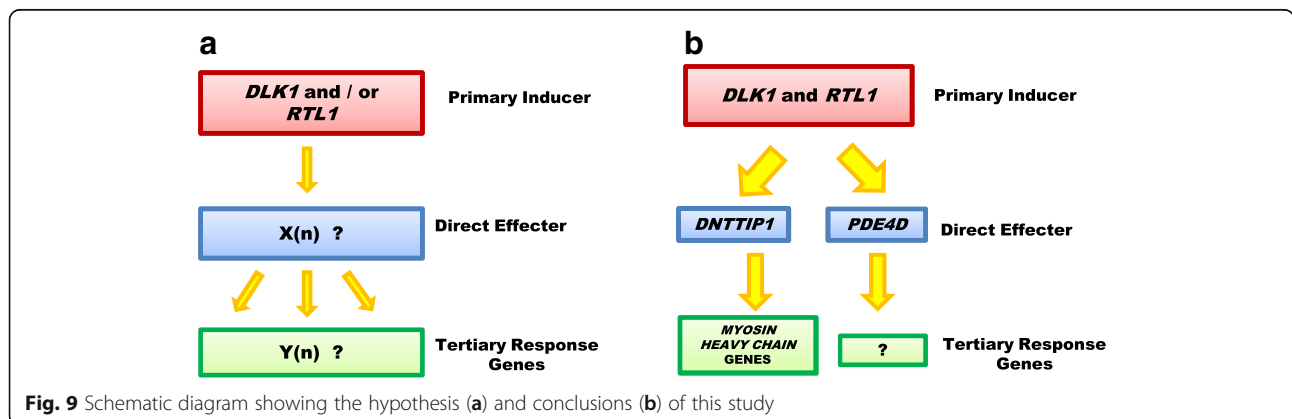 a
DLK1 and / or
RTL1
Primary Inducer
X(n) ?
Direct Effecter
Y(n) ?
Tertiary Response
Genes
b
DLK1 and RTL1
Primary Inducer
DNTTIP1
PDE4D
Direct Effecter
MYOSIN
HEAVY CHAIN
GENES
?
Tertiary Response
Genes
Fig. 9 Schematic diagram showing the hypothesis (a) and conclusions (b) of this study